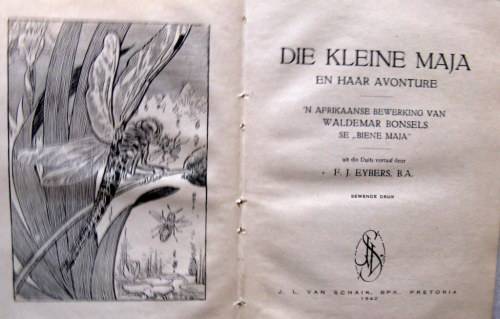 DIE KLEINE MAJA
EN HAAR AVONTURE
'N AFRIKAANSE BEWERKING VAN
WALDEMAR BONSELS
SE „BIENE MAJA"
uit die Duits vertaal deur
F. J. EYBERS, B.A.
SEWENDE DRUK
J. L. VAN SCHAIK, BPK. PRETORIA
1942